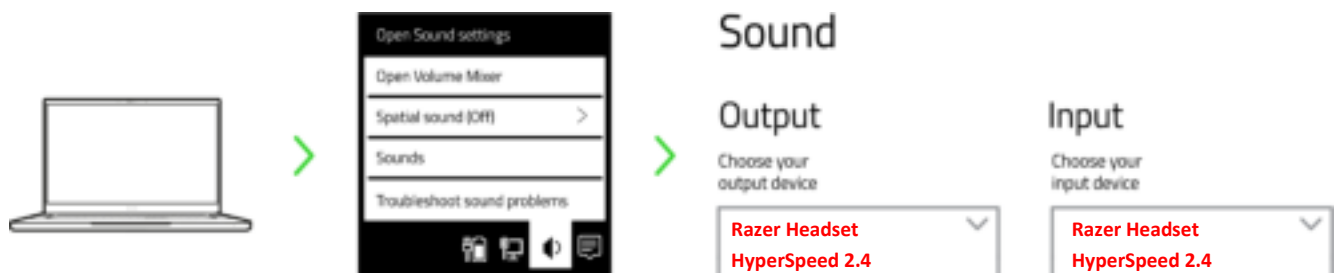 Open Sound settings
Open Volume Mixer
Spatial sound (Off)
Sounds
Troubleshoot sound problems
Sound
Output
Choose your
output device
Razer Headset
HyperSpeed 2.4
Input
Choose your
input device
Razer Headset
HyperSpeed 2.4